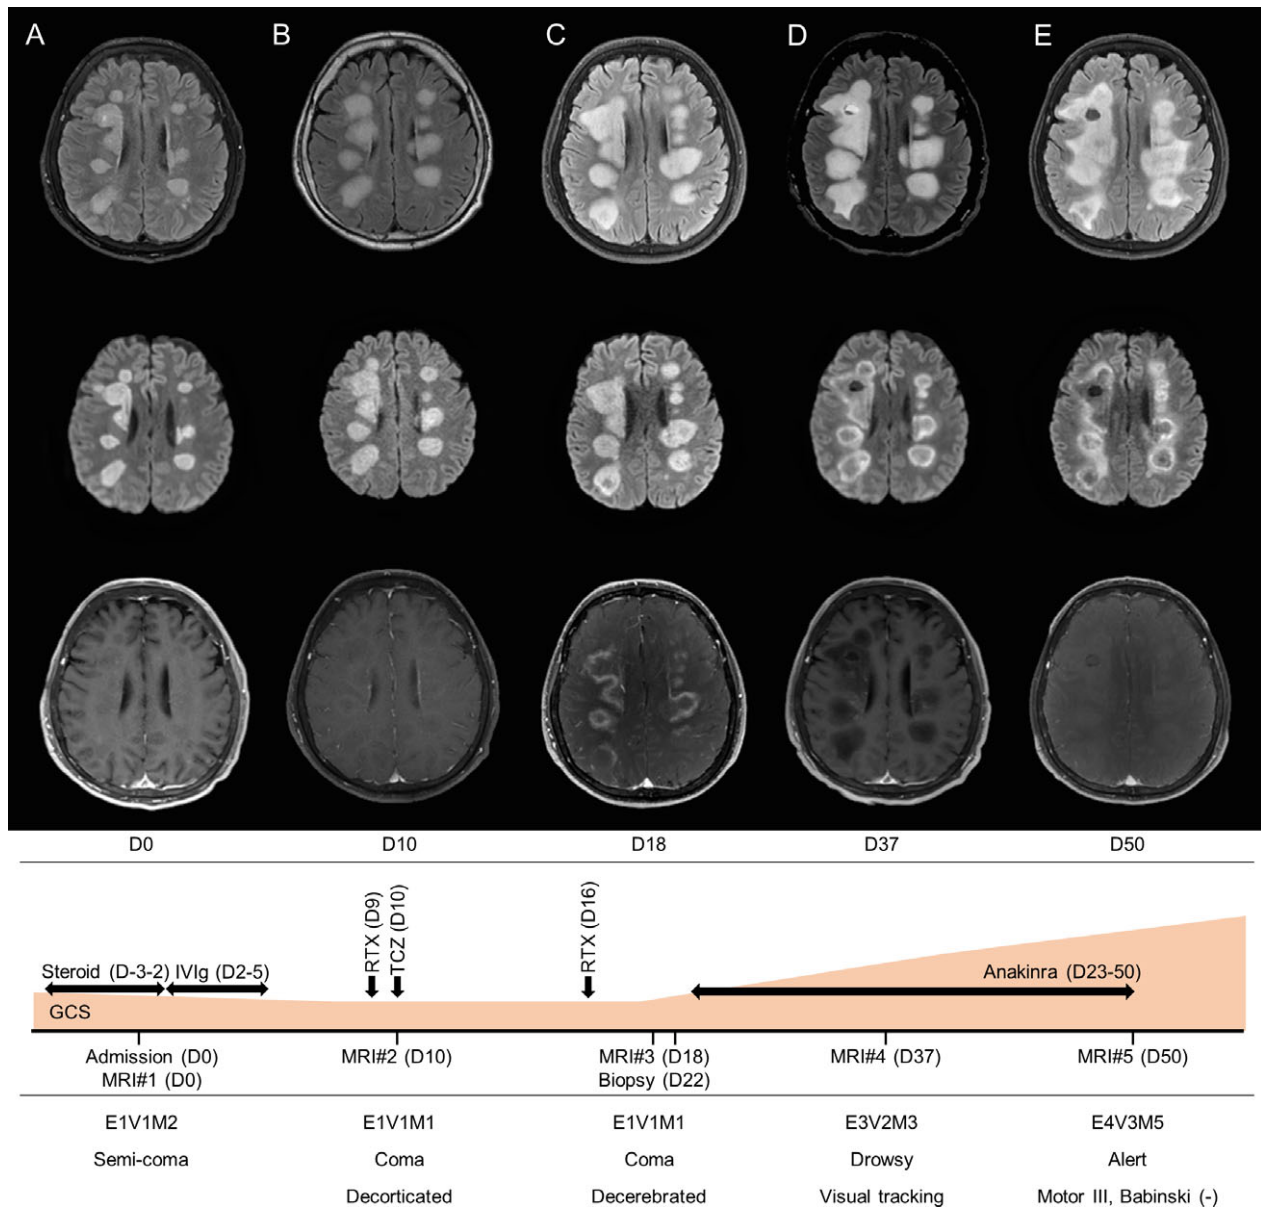 A B C D E
D0 D10 D18 D37 D50
RTX (D9)
TCZ (D10)
RTX (D16)
Steroid (D-3-2) IVIg (D2-5)
Anakinra (D23-50)
GCS
Admission (D0) MRI#2 (D10) MRI#3 (D18) MRI#4 (D37) MRI#5 (D50)
MRI#1 (D0) Biopsy (D22)
E1V1M2 E1V1M1 E1V1M1 E3V2M3 E4V3M5
Semi-coma Coma Coma Drowsy Alert
Decorticated Decerebrated Visual tracking Motor III, Babinski (-)